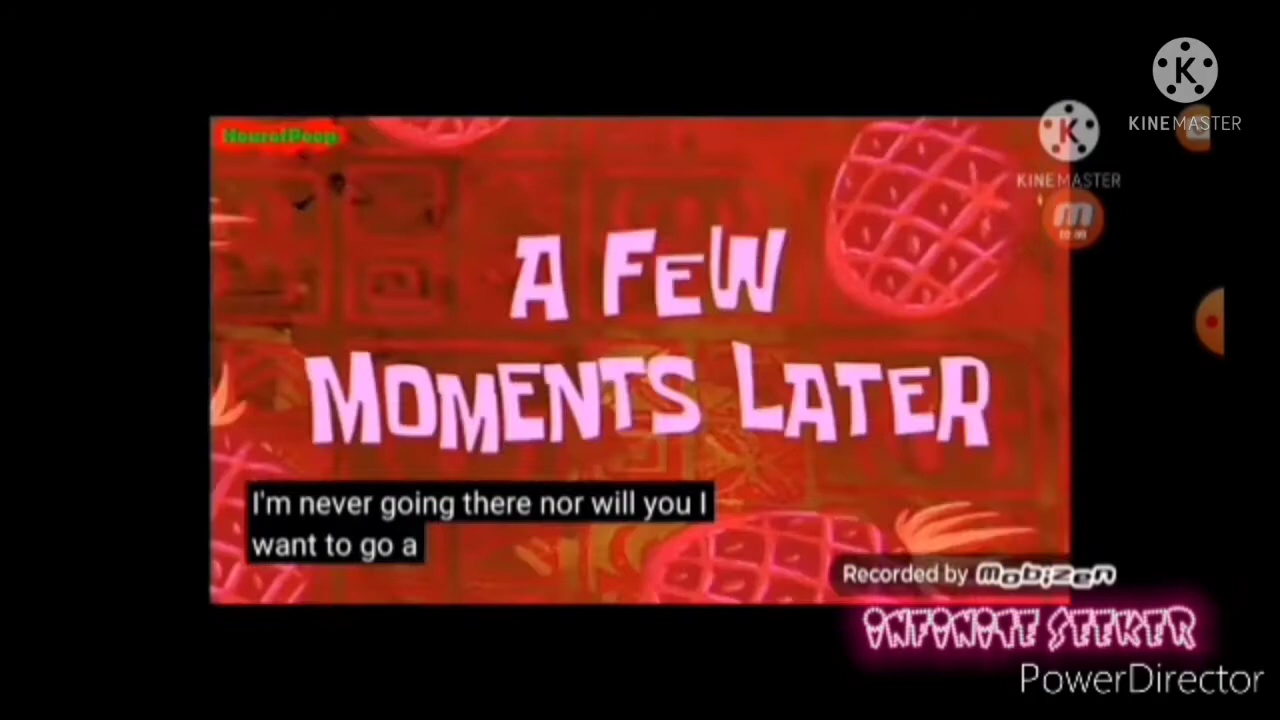 KINEMASTER
KINEMASTER
A FEW
MOMENTS LATER
I'm never going there nor will you I
want to go a
Recorded by mobizen
INFINITE SEEKER
PowerDirector